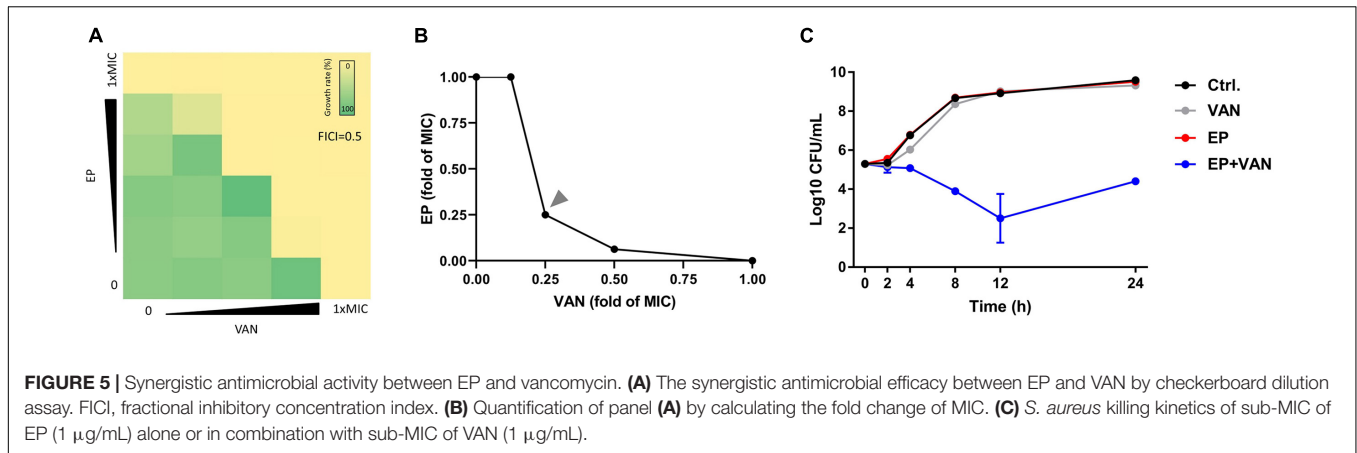 A
1xMIC
EP
0
Growth rate (%)
0
100
FICI=0.5
0
1xMIC
VAN
B
EP (fold of MIC)
1.00
0.75
0.50
0.25
0.00
0.00 0.25 0.50 0.75 1.00
VAN (fold of MIC)
C
Log10 CFU/mL
10
8
6
4
2
0
0 2 4 8 12 24
Time (h)
Ctrl.
VAN
EP
EP+VAN
FIGURE 5 | Synergistic antimicrobial activity between EP and vancomycin. (A) The synergistic antimicrobial efficacy between EP and VAN by checkerboard dilution
assay. FICI, fractional inhibitory concentration index. (B) Quantification of panel (A) by calculating the fold change of MIC. (C) S. aureus killing kinetics of sub-MIC of
EP (1 μg/mL) alone or in combination with sub-MIC of VAN (1 μg/mL).